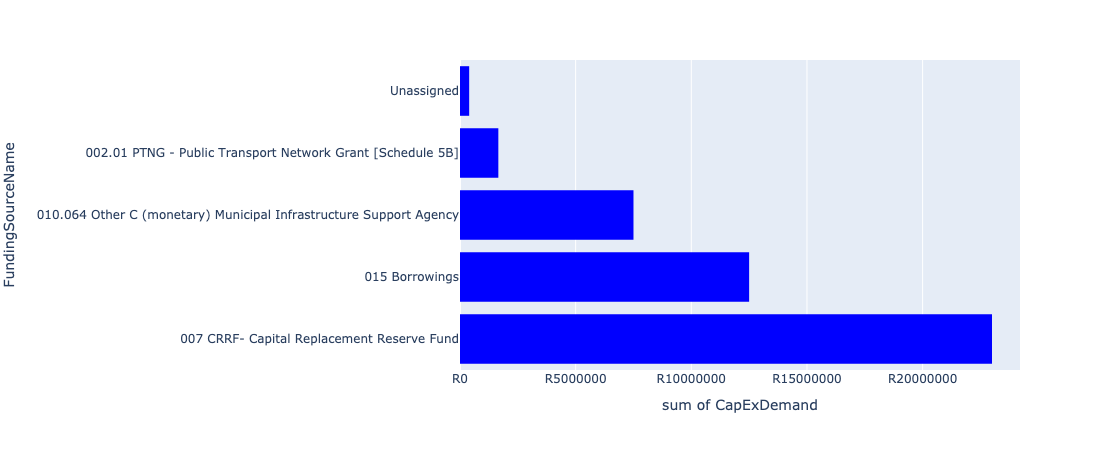 FundingSourceName
Unassigned
002.01 PTNG - Public Transport Network Grant [Schedule 5B]
010.064 Other C (monetary) Municipal Infrastructure Support Agency
015 Borrowings
007 CRRF- Capital Replacement Reserve Fund
R0 R5000000 R10000000 R15000000 R20000000
sum of CapExDemand